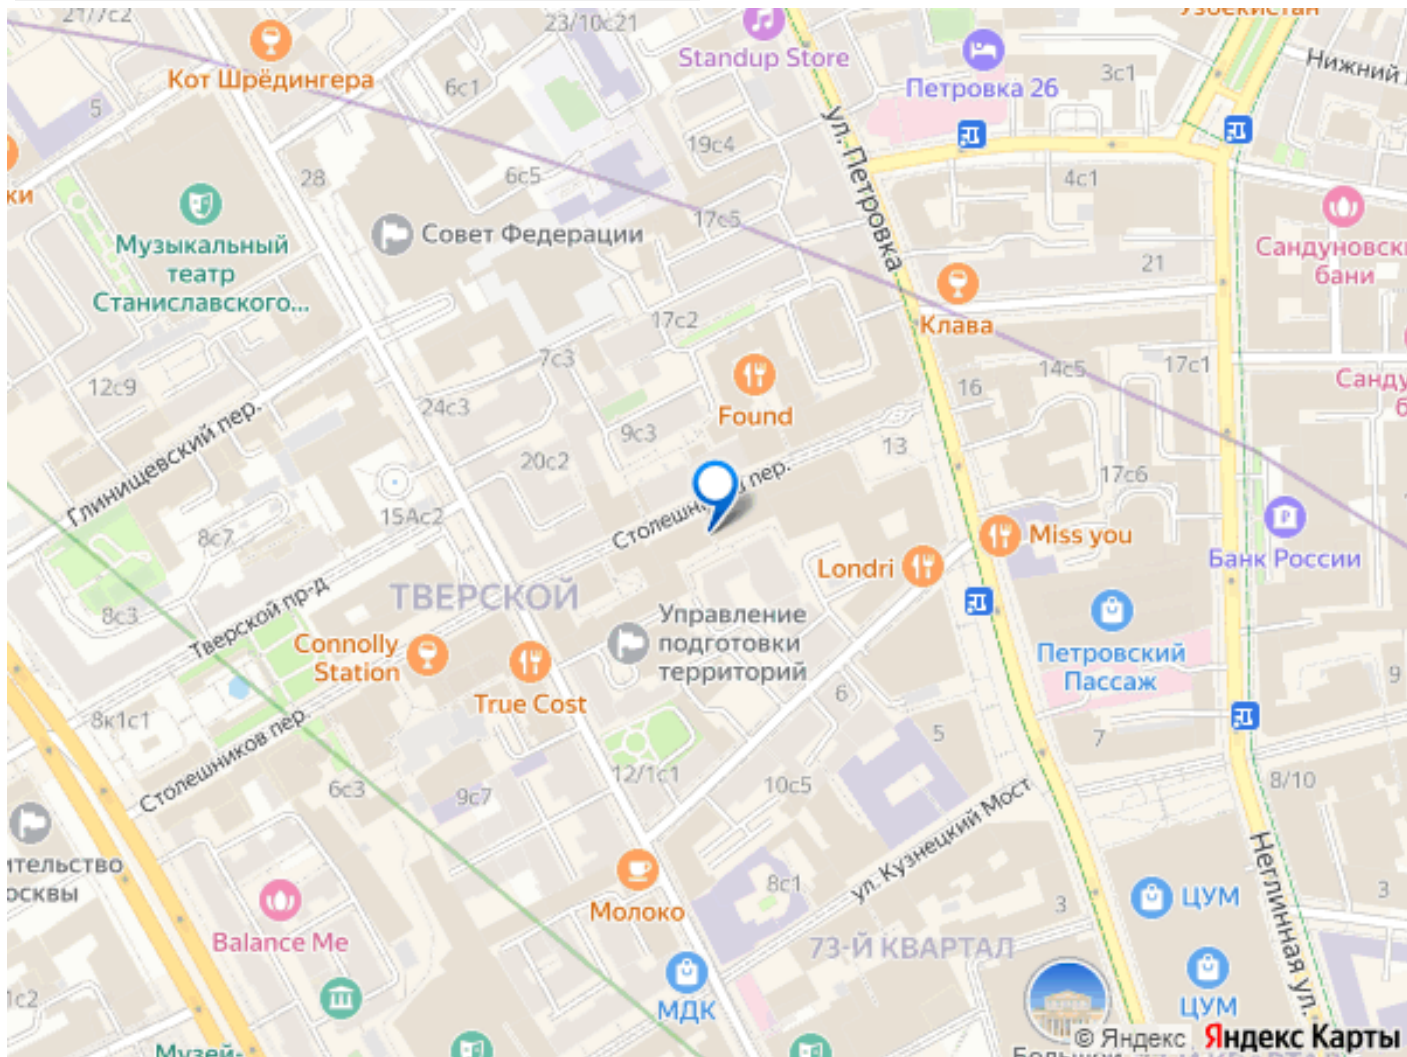 21/7с2
23/10с21
Узбекистан
Кот Шрёдингера
Standup Store
Петровка 26
3с1
Нижний
6с1
5
ул. Петровка
19с4
6с5
28
4с1
17с5
ки
Совет Федерации
Музыкальный
театр
Станиславского...
Сандуновски
бани
21
Клава
17с2
7с3
14с5
17с1
16
12с9
24с3
Found
Санду
б
Глинищевский пер.
9с3
20с2
13
17с6
Столешн
пер.
15Ас2
8с7
Miss you
Банк России
Londri
ТВЕРСКОЙ
8с3
Тверской пр-д
Управление
подготовки
территорий
Connolly
Station
Петровский
Пассаж
True Cost
6
9
8к1с1
Столешников пер.
5
7
12/1с1
10с5
8/10
6с3
9с7
ул. Кузнецкий Мост
Неглинная ул.
ительство
осквы
8с1
3
3
ЦУМ
Молоко
Balance Me
73-Й КВАРТАЛ
1с2
МДК
ЦУМ
© Яндекс
Яндекс Карты
Музей-